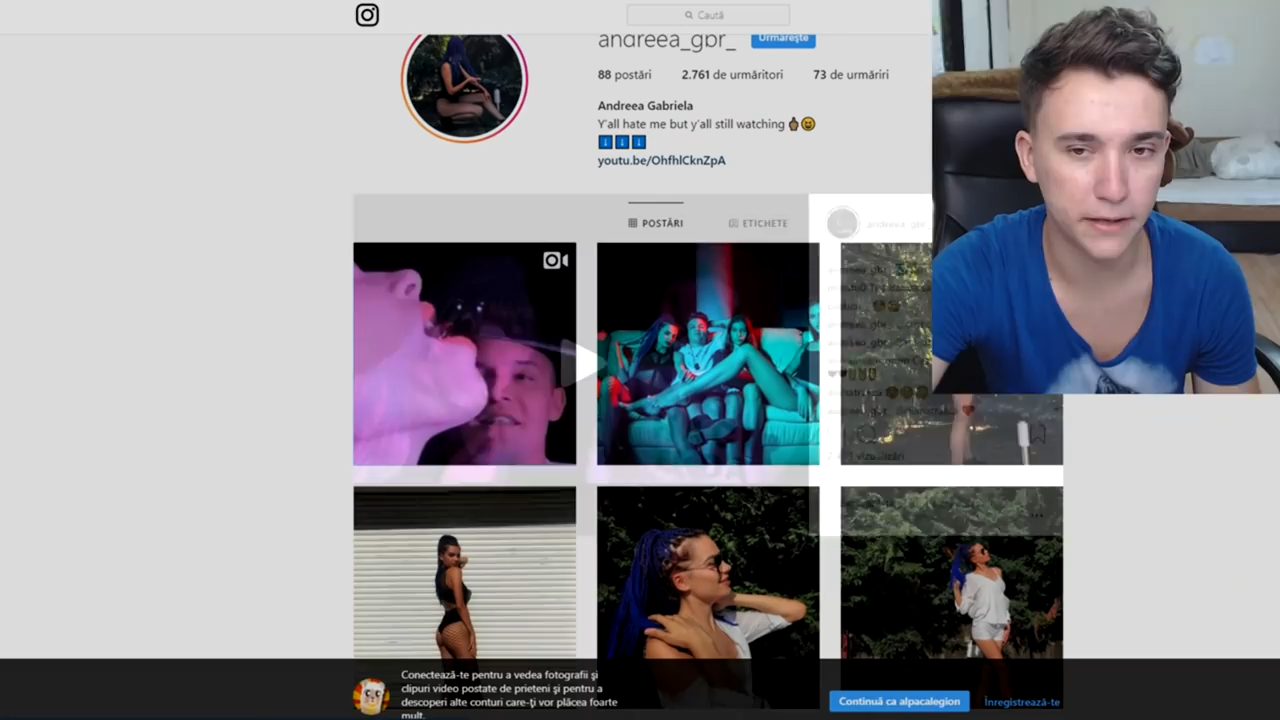 Caută
andreea_gbr_
Urmărește
88 postări 2.761 de urmăritori 73 de urmăriri
Andreea Gabriela
Y'all hate me but y'all still watching
youtu.be/OhfhlCknZpA
POSTĂRI ETICHETE
Conectează-te pentru a vedea fotografii și
clipuri video postate de prieteni și pentru a
descoperi alte conturi care-ți vor plăcea foarte
mult.
Continuă ca alpacalegion
Înregistrează-te